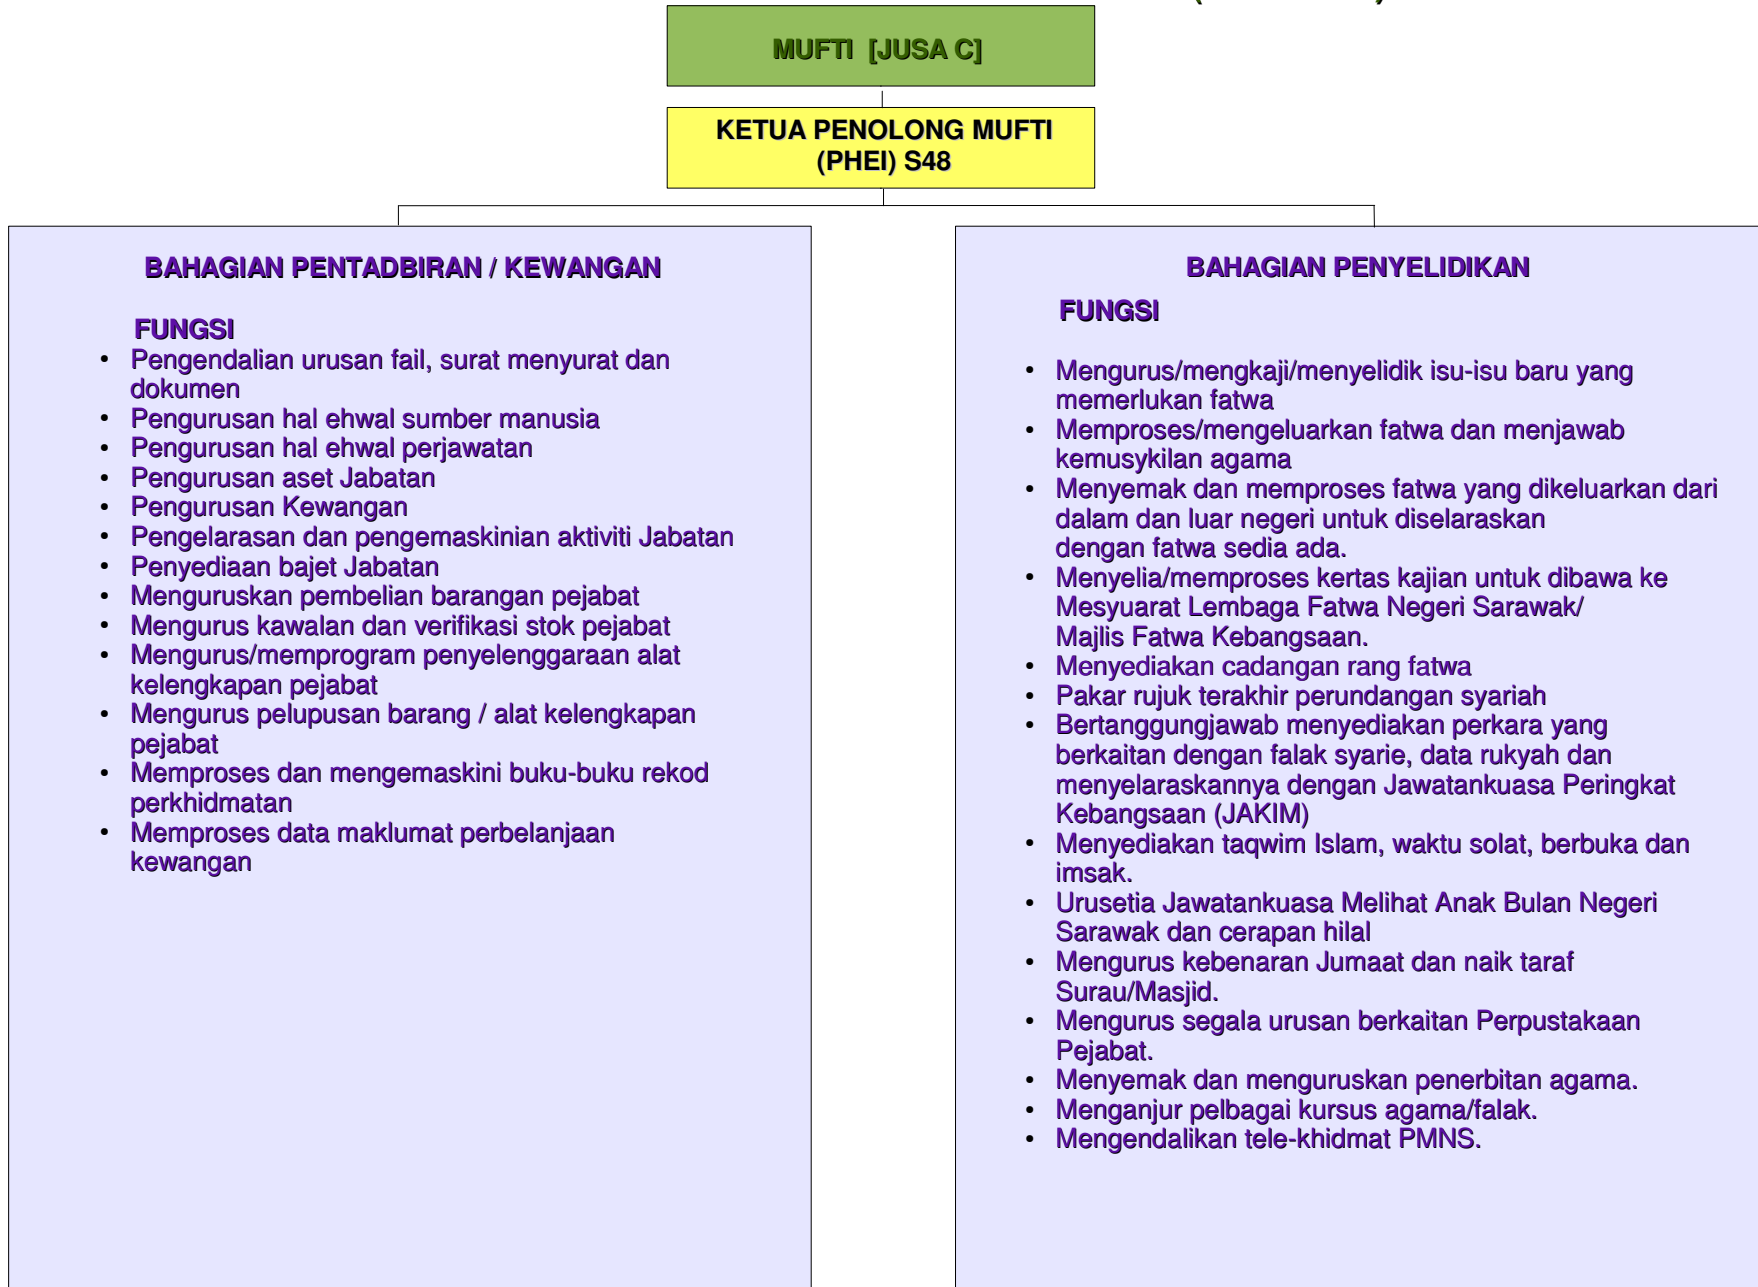 MUFTI [JUSA C]
KETUA PENOLONG MUFTI
(PHEI) S48
BAHAGIAN PENTADBIRAN / KEWANGAN
FUNGSI
• Pengendalian urusan fail, surat menyurat dan
dokumen
• Pengurusan hal ehwal sumber manusia
• Pengurusan hal ehwal perjawatan
• Pengurusan aset Jabatan
• Pengurusan Kewangan
• Pengelarasan dan pengemaskinian aktiviti Jabatan
• Penyediaan bajet Jabatan
• Menguruskan pembelian barangan pejabat
• Mengurus kawalan dan verifikasi stok pejabat
• Mengurus/memprogram penyelenggaraan alat
kelengkapan pejabat
• Mengurus pelupusan barang / alat kelengkapan
pejabat
• Memproses dan mengemaskini buku-buku rekod
perkhidmatan
• Memproses data maklumat perbelanjaan
kewangan
BAHAGIAN PENYELIDIKAN
FUNGSI
• Mengurus/mengkaji/menyelidik isu-isu baru yang
memerlukan fatwa
• Memproses/mengeluarkan fatwa dan menjawab
kemusykilan agama
• Menyemak dan memproses fatwa yang dikeluarkan dari
dalam dan luar negeri untuk diselaraskan
dengan fatwa sedia ada.
• Menyelia/memproses kertas kajian untuk dibawa ke
Mesyuarat Lembaga Fatwa Negeri Sarawak/
Majlis Fatwa Kebangsaan.
• Menyediakan cadangan rang fatwa
• Pakar rujuk terakhir perundangan syariah
• Bertanggungjawab menyediakan perkara yang
berkaitan dengan falak syarie, data rukyah dan
menyelaraskannya dengan Jawatankuasa Peringkat
Kebangsaan (JAKIM)
• Menyediakan taqwim Islam, waktu solat, berbuka dan
imsak.
• Urusetia Jawatankuasa Melihat Anak Bulan Negeri
Sarawak dan cerapan hilal
• Mengurus kebenaran Jumaat dan naik taraf
Surau/Masjid.
• Mengurus segala urusan berkaitan Perpustakaan
Pejabat.
• Menyemak dan menguruskan penerbitan agama.
• Menganjur pelbagai kursus agama/falak.
• Mengendalikan tele-khidmat PMNS.